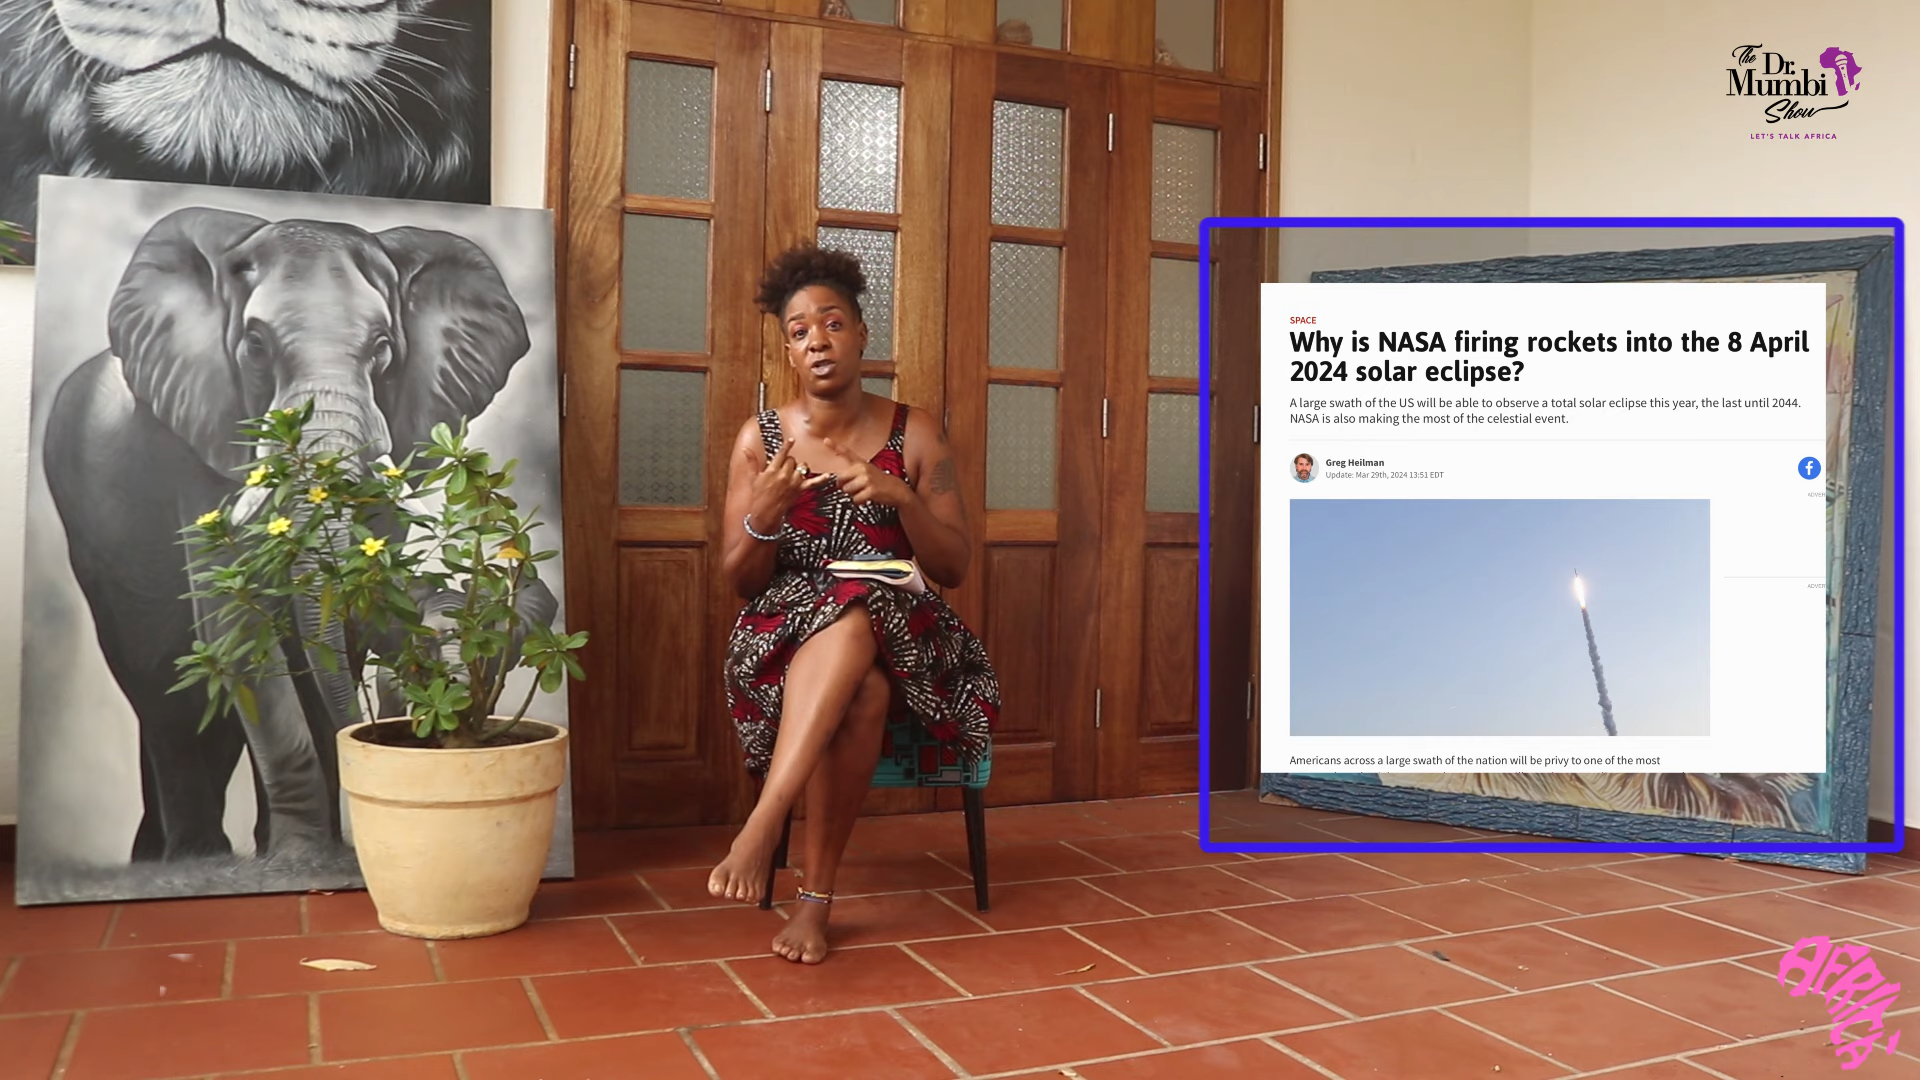 The
Dr.
Mumbi
Show
LET'S TALK AFRICA
SPACE
Why is NASA firing rockets into the 8 April
2024 solar eclipse?
A large swath of the US will be able to observe a total solar eclipse this year, the last until 2044.
NASA is also making the most of the celestial event.
Greg Heilman
Update: Mar 29th, 2024 13:51 EDT
Americans across a large swath of the nation will be privy to one of the most
AFRICA